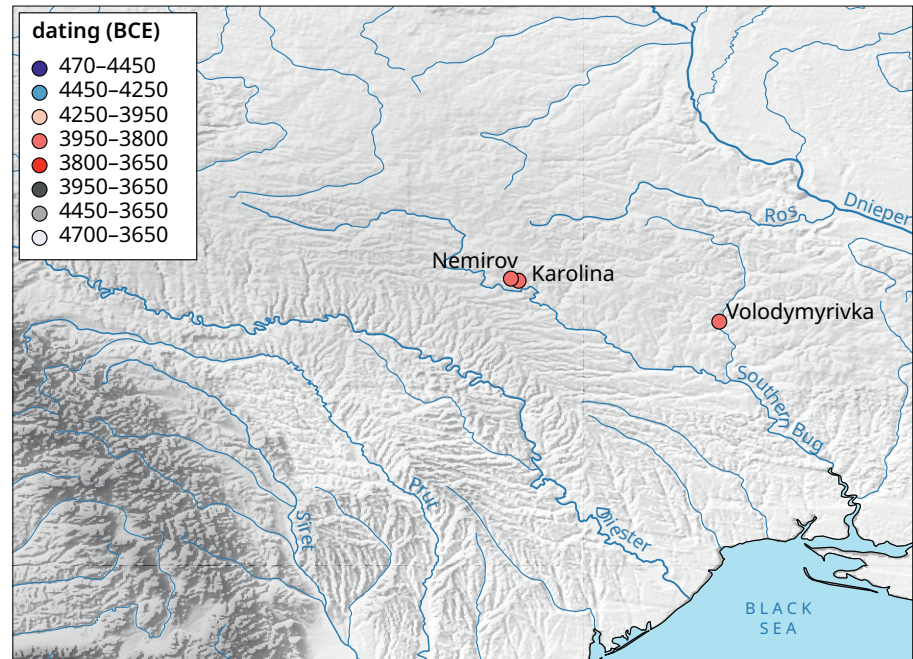 dating (BCE)
470–4450
4450–4250
4250–3950
3950–3800
3800–3650
3950–3650
4450–3650
4700–3650
Ros
Dnieper
Nemirov
Karolina
Volodymyrivka
Southern Bug
Prut
Siret
Dniester
BLACK
SEA